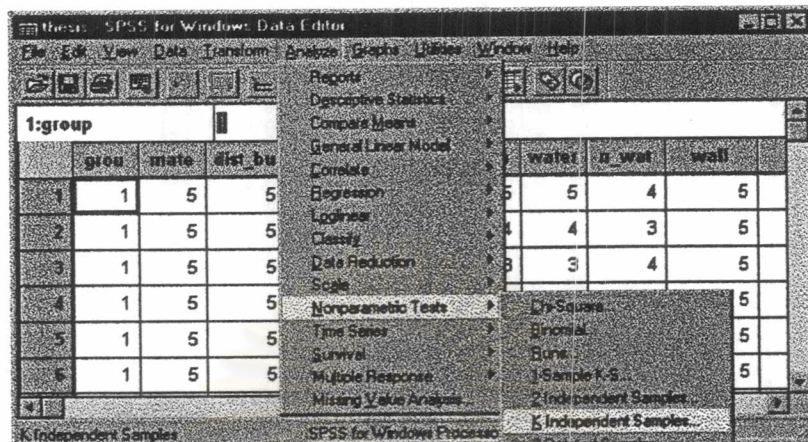 thesis - SPSS for Windows Data Editor
File Edit View Data Transform Analyze Graphs Utilities Window Help
1:group
grou mate dist_bu water n_wat wall
1 1 5 5 5 5 4 5
2 1 5 5 4 4 3 5
3 1 5 5 3 3 4 5
4 1 5 5 5
5 1 5 5 5
6 1 5 5 5
Reports
Descriptive Statistics
Compare Means
General Linear Model
Correlate
Regression
Loglinear
Classify
Data Reduction
Scale
Nonparametric Tests
Time Series
Survival
Multiple Response
Missing Value Analysis...
Chi-Square...
Binomial...
Runs...
1-Sample K-S...
2 Independent Samples...
K Independent Samples...
K Independent Samples SPSS for Windows Processo